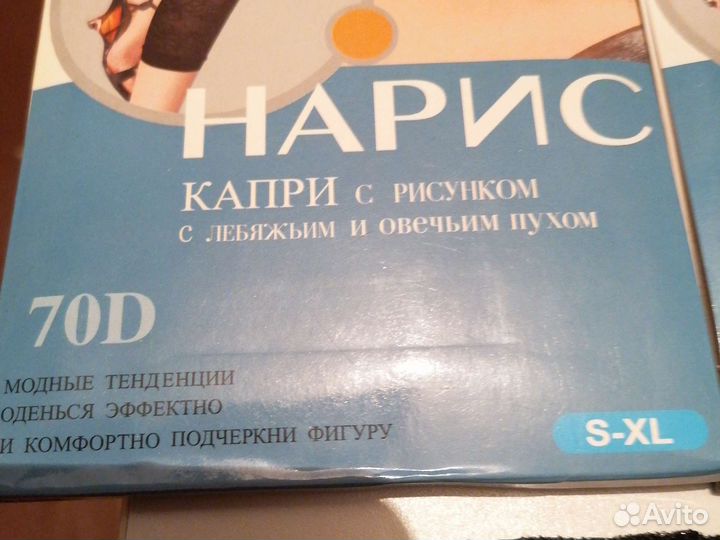 НАРИС
КАПРИ С РИСУНКОМ
С ЛЕБЯЖЬИМ И ОВЕЧЬИМ ПУХОМ
70D
МОДНЫЕ ТЕНДЕНЦИИ
ОДЕНЬСЯ ЭФФЕКТНО
И КОМФОРТНО ПОДЧЕРКНИ ФИГУРУ
S-XL
Avito